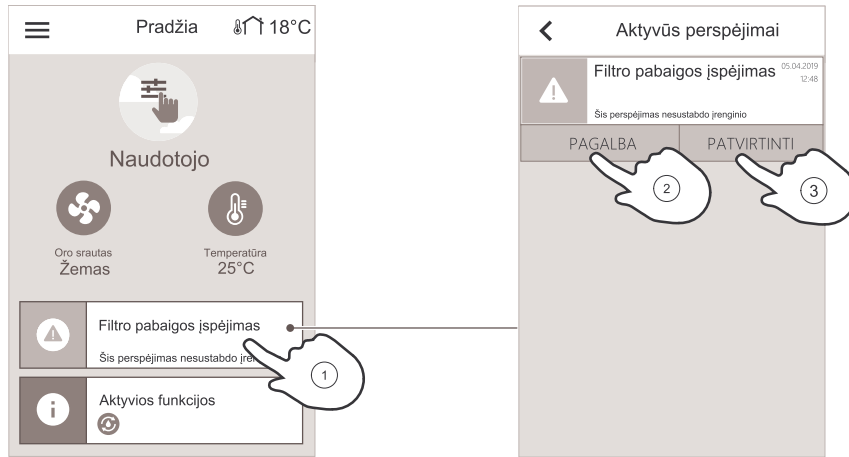 Pradžia 18°C
Naudotojo
Oro srautas
Žemas
Temperatūra
25°C
Filtro pabaigos įspėjimas
Šis perspėjimas nesustabdo
1
Aktyvios funkcijos
Aktyvūs perspėjimai
Filtro pabaigos įspėjimas
05.04.2019
12:48
Šis perspėjimas nesustabdo įrenginio
PAGALBA PATVIRTINTI
2
3